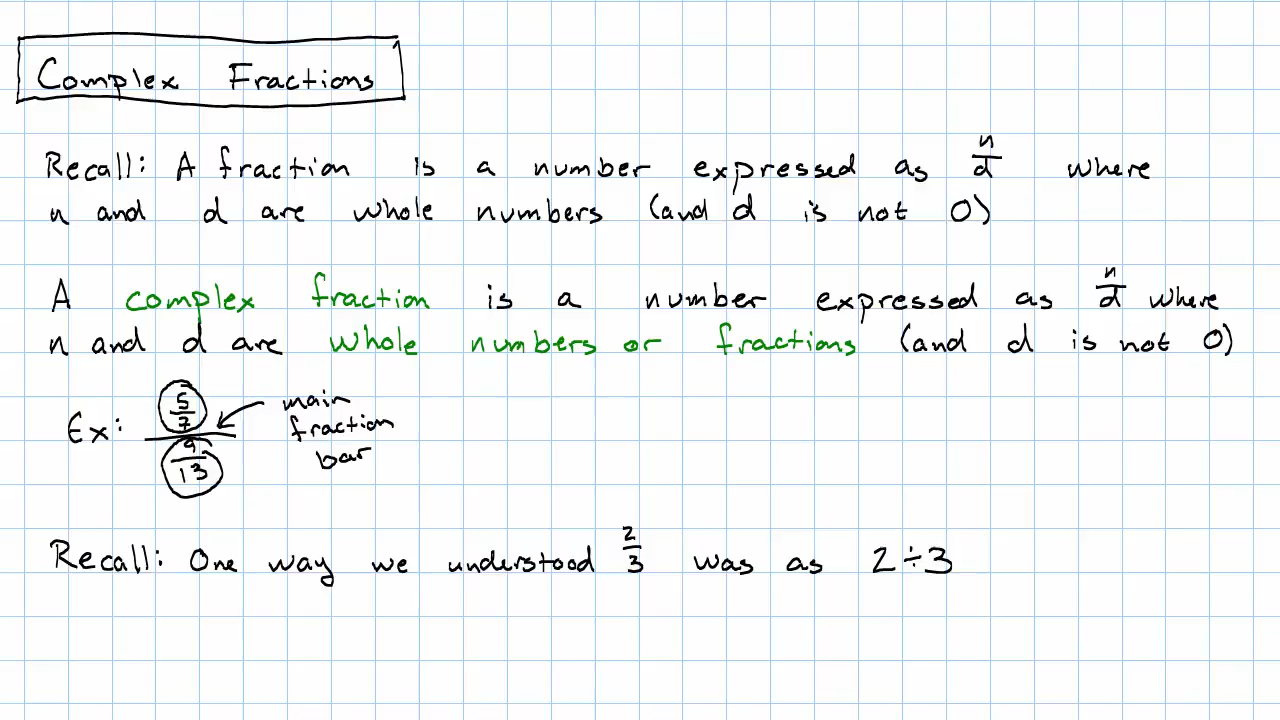 Complex Fractions
Recall: A fraction is a number expressed as n/d where
n and d are whole numbers (and d is not 0)
A complex fraction is a number expressed as n/d where
n and d are whole numbers or fractions (and d is not 0)
Ex: (5/7)/(9/13) main
fraction
bar
Recall: One way we understood 2/3 was as 2÷3